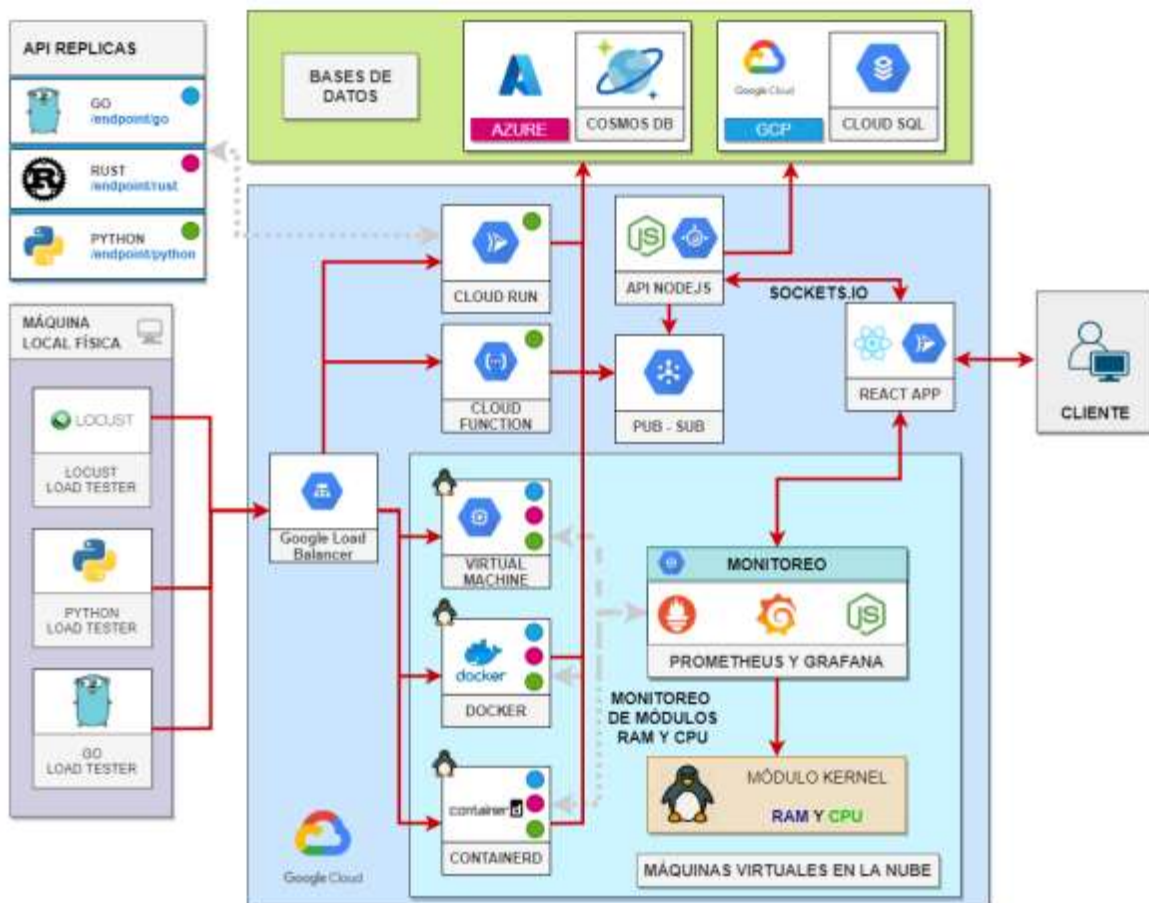 API REPLICAS
GO
/endpoint/go
RUST
/endpoint/rust
PYTHON
/endpoint/python
MÁQUINA
LOCAL FÍSICA
LOCUST
LOCUST
LOAD TESTER
PYTHON
LOAD TESTER
GO
LOAD TESTER
BASES DE
DATOS
AZURE
COSMOS DB
Google Cloud
GCP
CLOUD SQL
CLOUD RUN
CLOUD
FUNCTION
JS
API NODEJS
PUB - SUB
SOCKETS.IO
REACT APP
CLIENTE
Google Load
Balancer
VIRTUAL
MACHINE
docker
DOCKER
containerd
CONTAINERD
MONITOREO
JS
PROMETHEUS Y GRAFANA
MONITOREO
DE MÓDULOS
RAM Y CPU
MÓDULO KERNEL
RAM Y CPU
MÁQUINAS VIRTUALES EN LA NUBE
Google Cloud